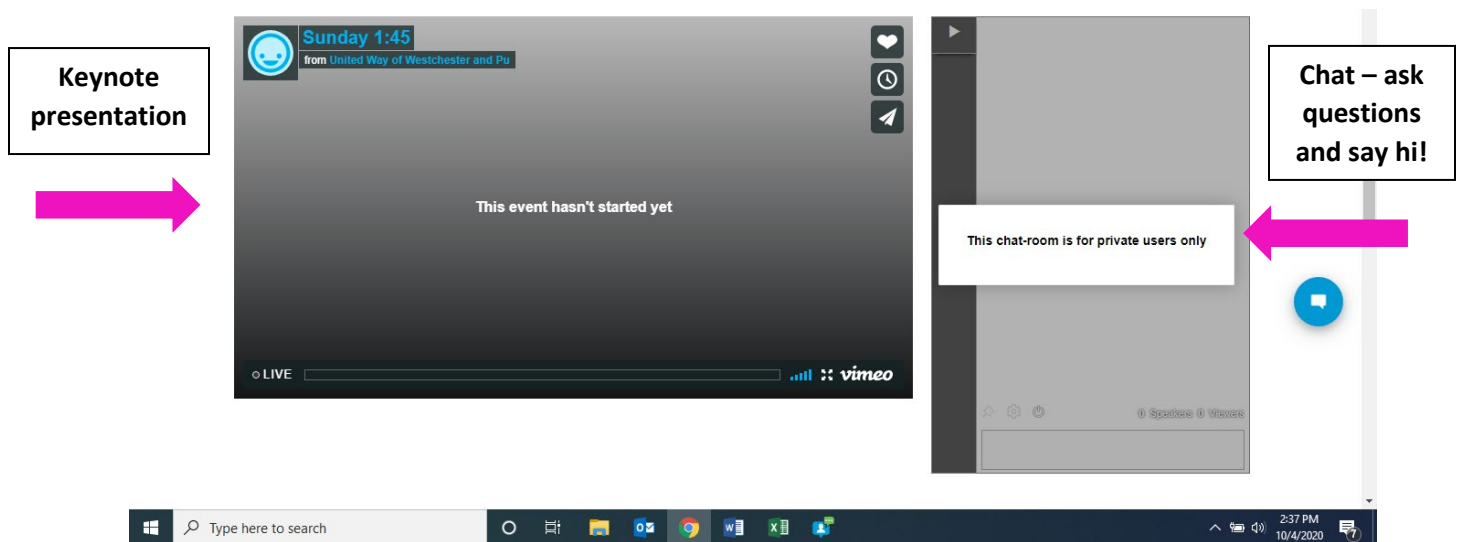 Keynote
presentation
Sunday 1:45
from United Way of Westchester and Pu
This event hasn't started yet
LIVE
vimeo
This chat-room is for private users only
0 Speakers 0 Viewers
Chat – ask
questions
and say hi!
Type here to search
2:37 PM
10/4/2020
7